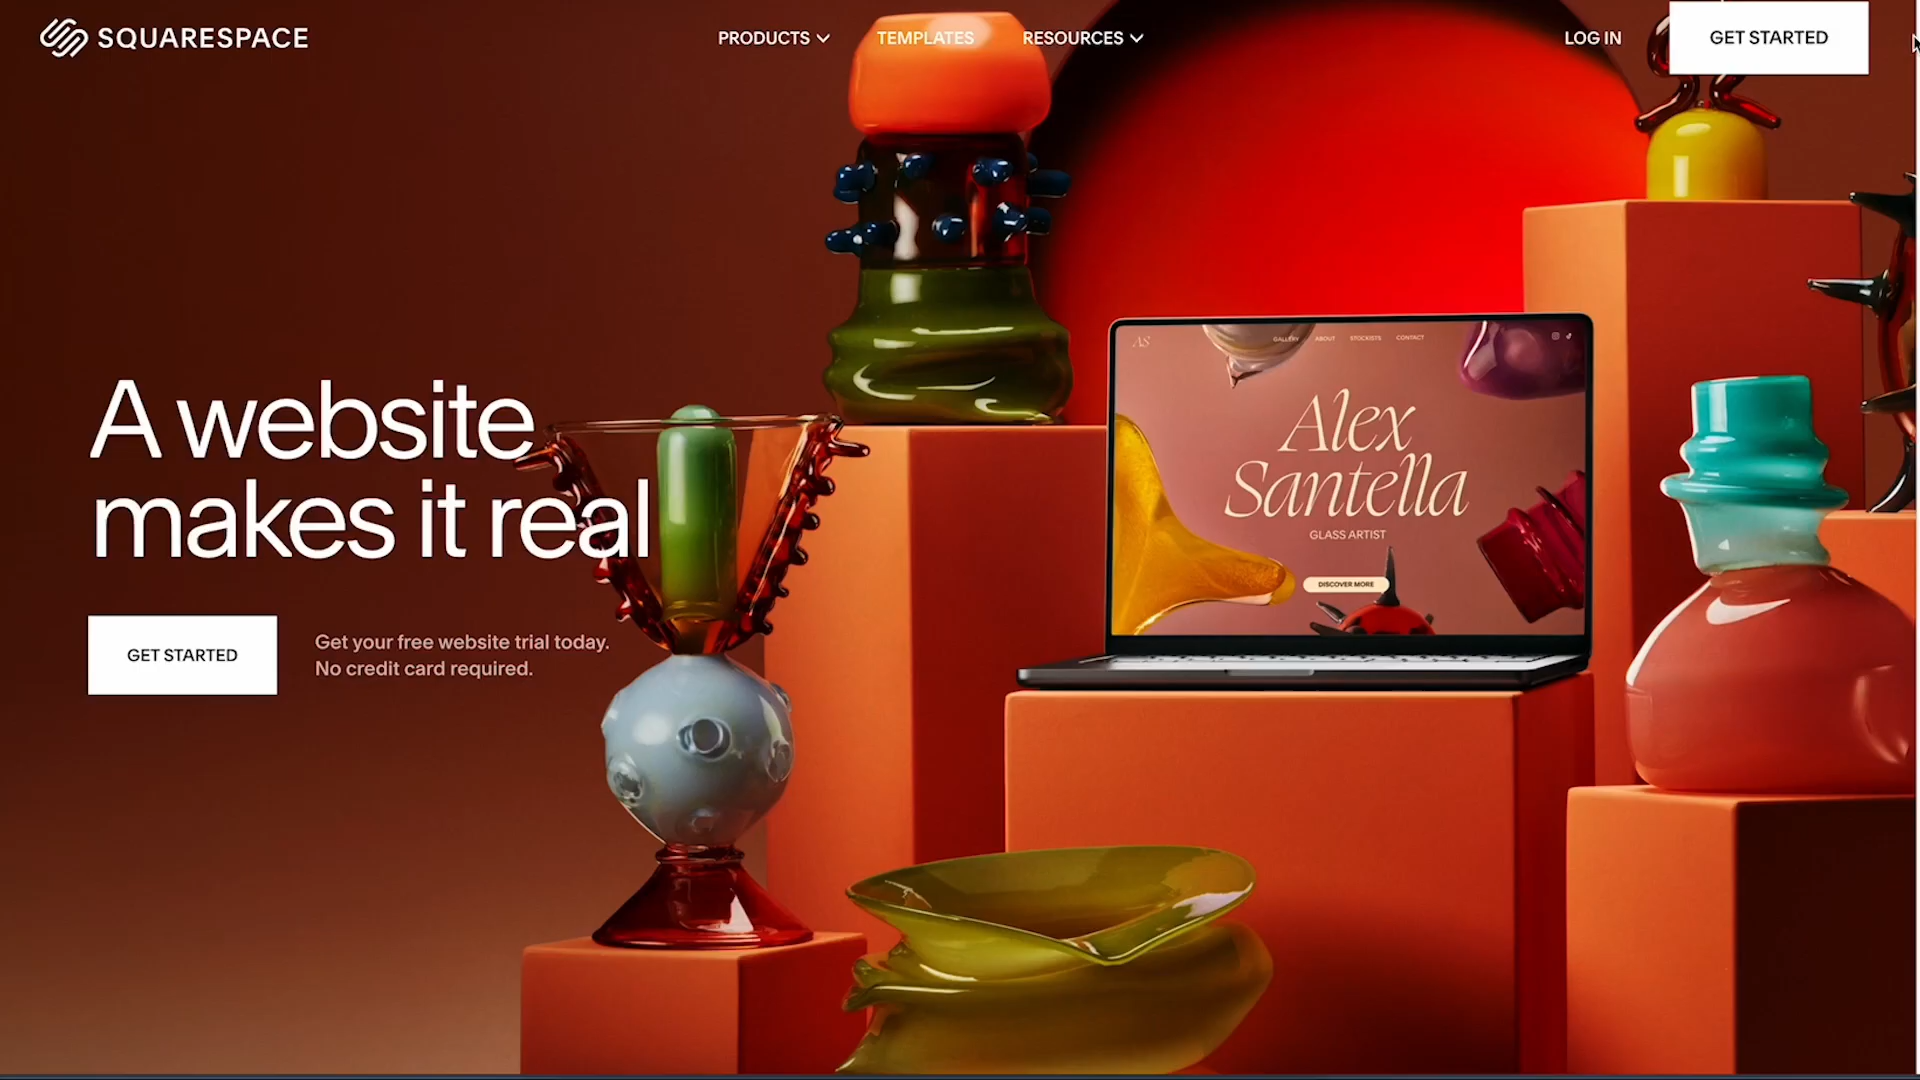 SQUARESPACE
PRODUCTS
TEMPLATES
RESOURCES
LOG IN
GET STARTED
A website
makes it real
GET STARTED
Get your free website trial today.
No credit card required.
AS
GALLERY
ABOUT
STOCKISTS
CONTACT
Alex
Santella
GLASS ARTIST
DISCOVER MORE